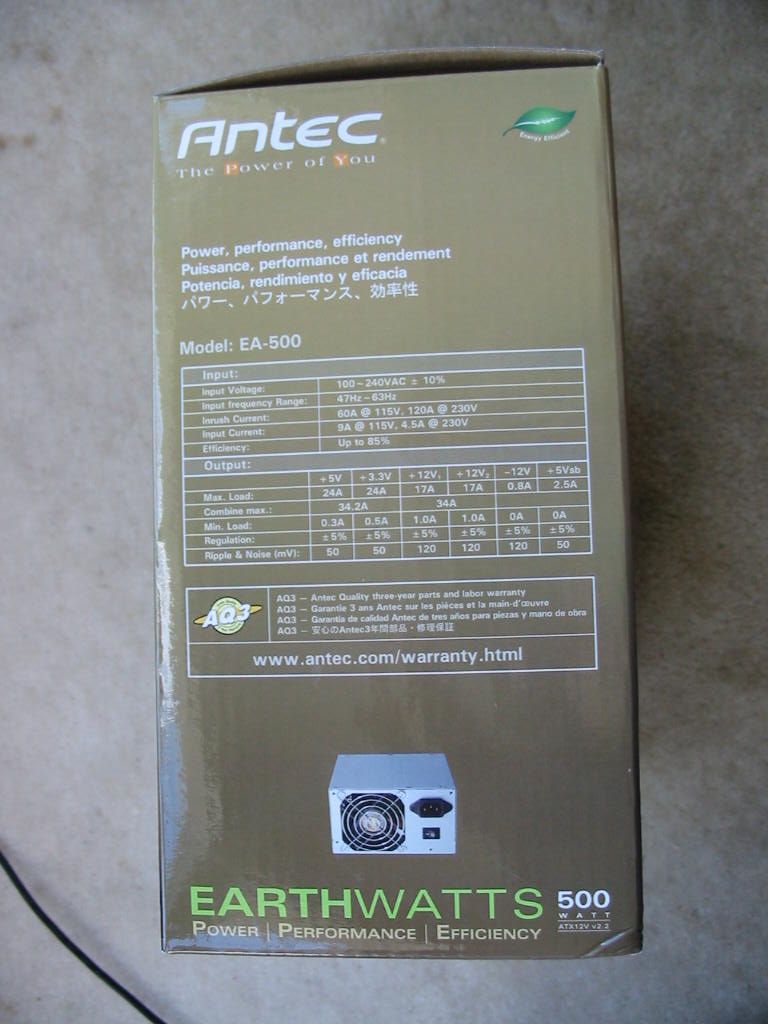 Antec®
The Power of You
Energy Efficient
Power, performance, efficiency
Puissance, performance et rendement
Potencia, rendimiento y eficacia
パワー、パフォーマンス、効率性
Model: EA-500
Input:
Input Voltage: 100~240VAC ± 10%
Input frequency Range: 47Hz~63Hz
Inrush Current: 60A @ 115V, 120A @ 230V
Input Current: 9A @ 115V, 4.5A @ 230V
Efficiency: Up to 85%
Output:
+5V +3.3V +12V₁ +12V₂ -12V +5Vsb
Max. Load: 24A 24A 17A 17A 0.8A 2.5A
Combine max.: 34.2A 34A
Min. Load: 0.3A 0.5A 1.0A 1.0A 0A 0A
Regulation: ±5% ±5% ±5% ±5% ±5% ±5%
Ripple & Noise (mV): 50 50 120 120 120 50
AQ3
AQ3 – Antec Quality three-year parts and labor warranty
AQ3 – Garantie 3 ans Antec sur les pièces et la main-d'œuvre
AQ3 – Garantía de calidad Antec de tres años para piezas y mano de obra
AQ3 – 安心のAntec3年間部品・修理保証
www.antec.com/warranty.html
EARTHWATTS 500
WATT
POWER | PERFORMANCE | EFFICIENCY ATX12V v2.2